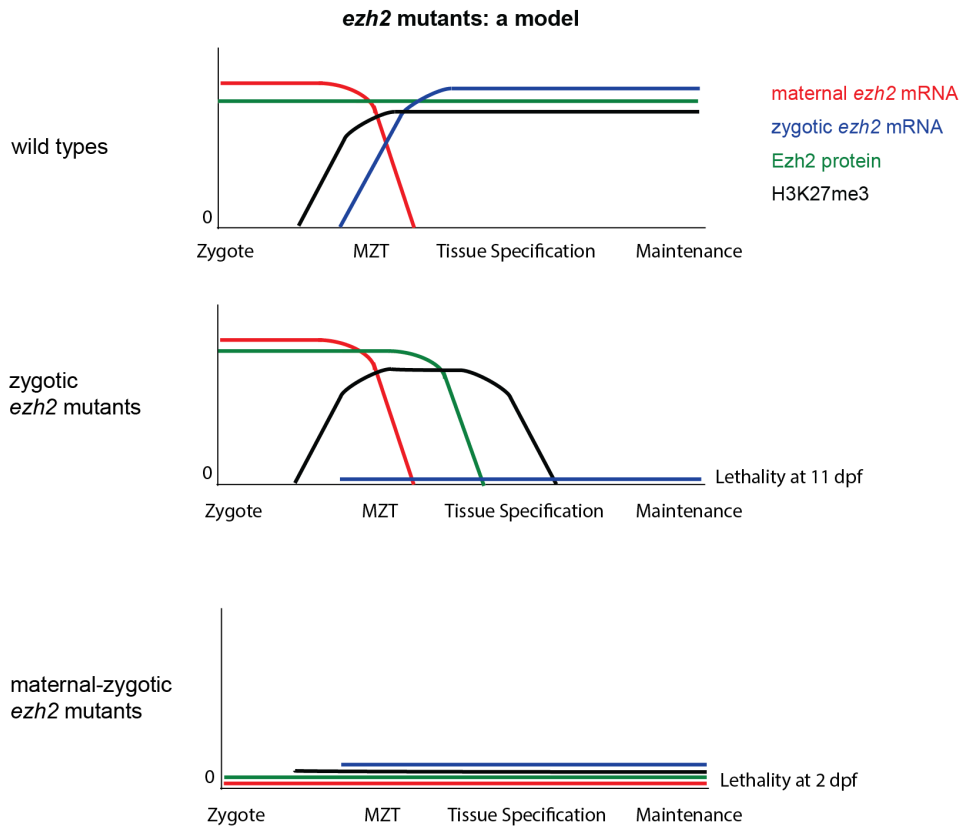 ezh2 mutants: a model
maternal ezh2 mRNA
zygotic ezh2 mRNA
Ezh2 protein
H3K27me3
wild types
0
Zygote MZT Tissue Specification Maintenance
zygotic
ezh2 mutants
0
Lethality at 11 dpf
Zygote MZT Tissue Specification Maintenance
maternal-zygotic
ezh2 mutants
0
Lethality at 2 dpf
Zygote MZT Tissue Specification Maintenance